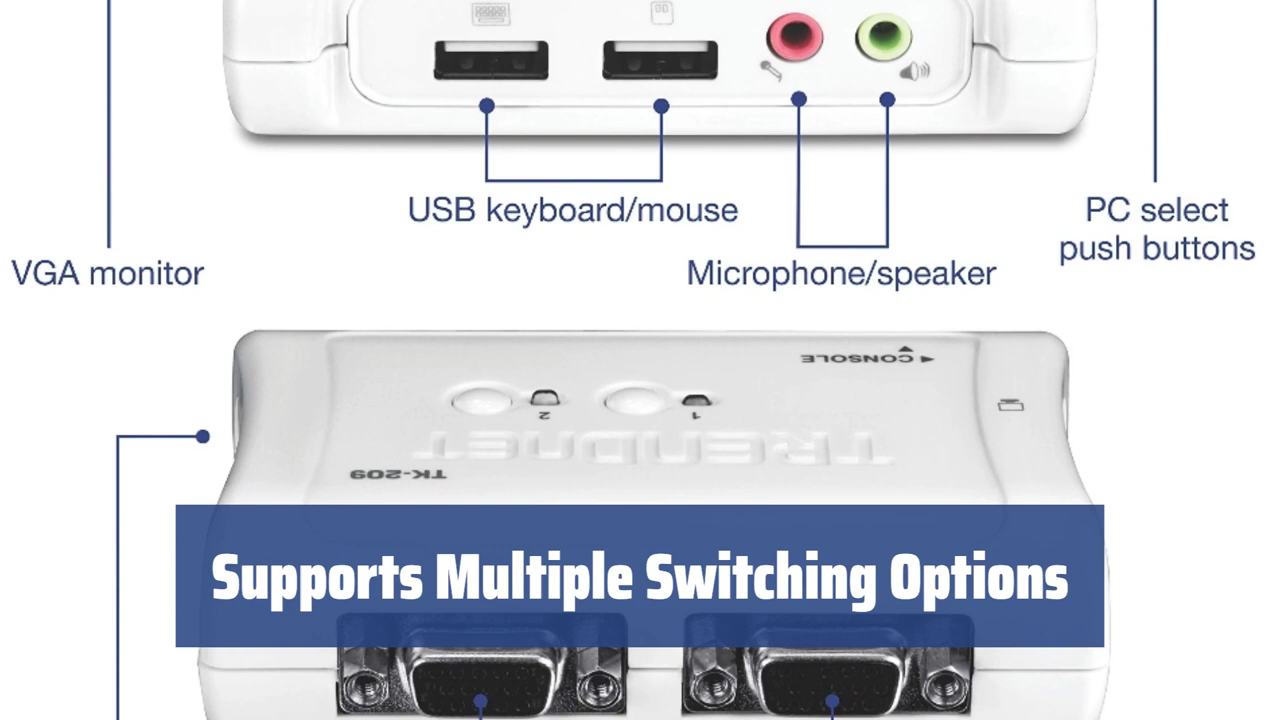 USB keyboard/mouse
PC select
push buttons
VGA monitor
Microphone/speaker
CONSOLE
2
1
TRENDNET
TK-209
Supports Multiple Switching Options